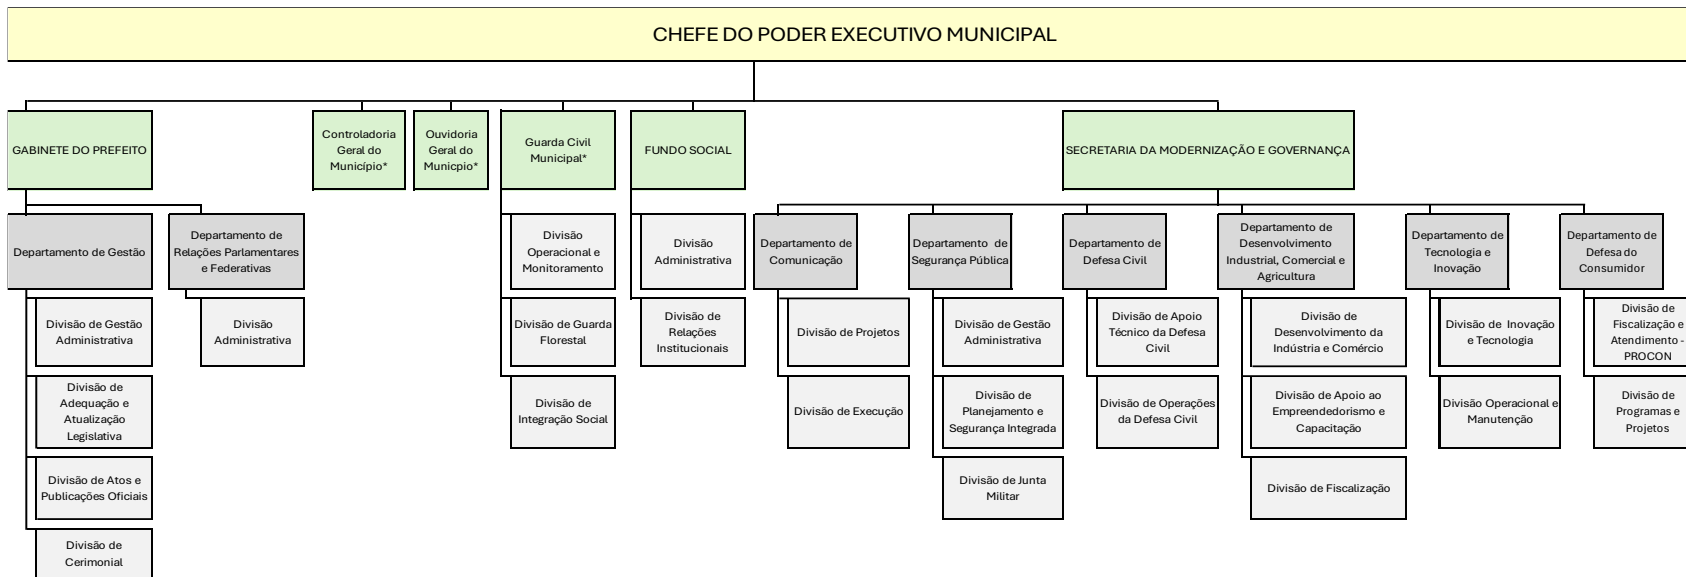 CHEFE DO PODER EXECUTIVO MUNICIPAL
GABINETE DO PREFEITO
Controladoria
Geral do
Município*
Ouvidoria
Geral do
Municpio*
Guarda Civil
Municipal*
FUNDO SOCIAL
SECRETARIA DA MODERNIZAÇÃO E GOVERNANÇA
Departamento de Gestão
Departamento de
Relações Parlamentares
e Federativas
Divisão
Operacional e
Monitoramento
Divisão
Administrativa
Departamento de
Comunicação
Departamento de
Segurança Pública
Departamento de
Defesa Civil
Departamento de
Desenvolvimento
Industrial, Comercial e
Agricultura
Departamento de
Tecnologia e
Inovação
Departamento de
Defesa do
Consumidor
Divisão de Gestão
Administrativa
Divisão
Administrativa
Divisão de Guarda
Florestal
Divisão de
Relações
Institucionais
Divisão de Projetos
Divisão de Gestão
Administrativa
Divisão de Apoio
Técnico da Defesa
Civil
Divisão de
Desenvolvimento da
Indústria e Comércio
Divisão de Inovação
e Tecnologia
Divisão de
Fiscalização e
Atendimento -
PROCON
Divisão de
Adequação e
Atualização
Legislativa
Divisão de
Integração Social
Divisão de Execução
Divisão de
Planejamento e
Segurança Integrada
Divisão de Operações
da Defesa Civil
Divisão de Apoio ao
Empreendedorismo e
Capacitação
Divisão Operacional e
Manutenção
Divisão de
Programas e
Projetos
Divisão de Atos e
Publicações Oficiais
Divisão de Junta
Militar
Divisão de Fiscalização
Divisão de
Cerimonial